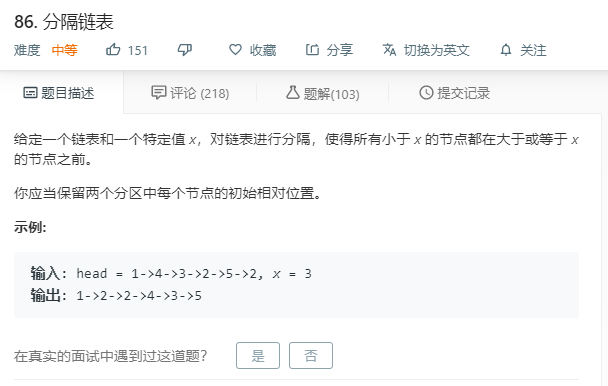 86. 分隔链表
难度 中等 151 收藏 分享 切换为英文 关注
题目描述 评论 (218) 题解(103) 提交记录
给定一个链表和一个特定值 x，对链表进行分隔，使得所有小于 x 的节点都在大于或等于 x
的节点之前。
你应当保留两个分区中每个节点的初始相对位置。
示例:
输入: head = 1->4->3->2->5->2, x = 3
输出: 1->2->2->4->3->5
在真实的面试中遇到过这道题？ 是 否